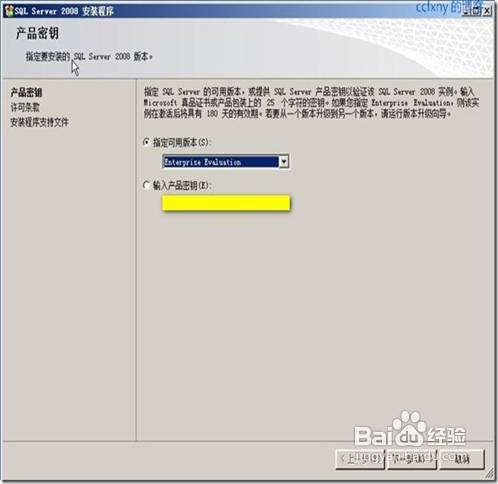 SQL Server 2008 安装程序
ccfxny 的博客
产品密钥
指定要安装的 SQL Server 2008 版本。
产品密钥
许可条款
安装程序支持文件
指定 SQL Server 的可用版本，或提供 SQL Server 产品密钥以验证该 SQL Server 2008 实例。输入
Microsoft 真品证书或产品包装上的 25 个字符的密钥。如果您指定 Enterprise Evaluation，则该实
例在激活后将具有 180 天的有效期。若要从一个版本升级到另一个版本，请运行版本升级向导。
指定可用版本(S):
Enterprise Evaluation
输入产品密钥(E):
Baidu 经验
jingyan.baidu.com
取消